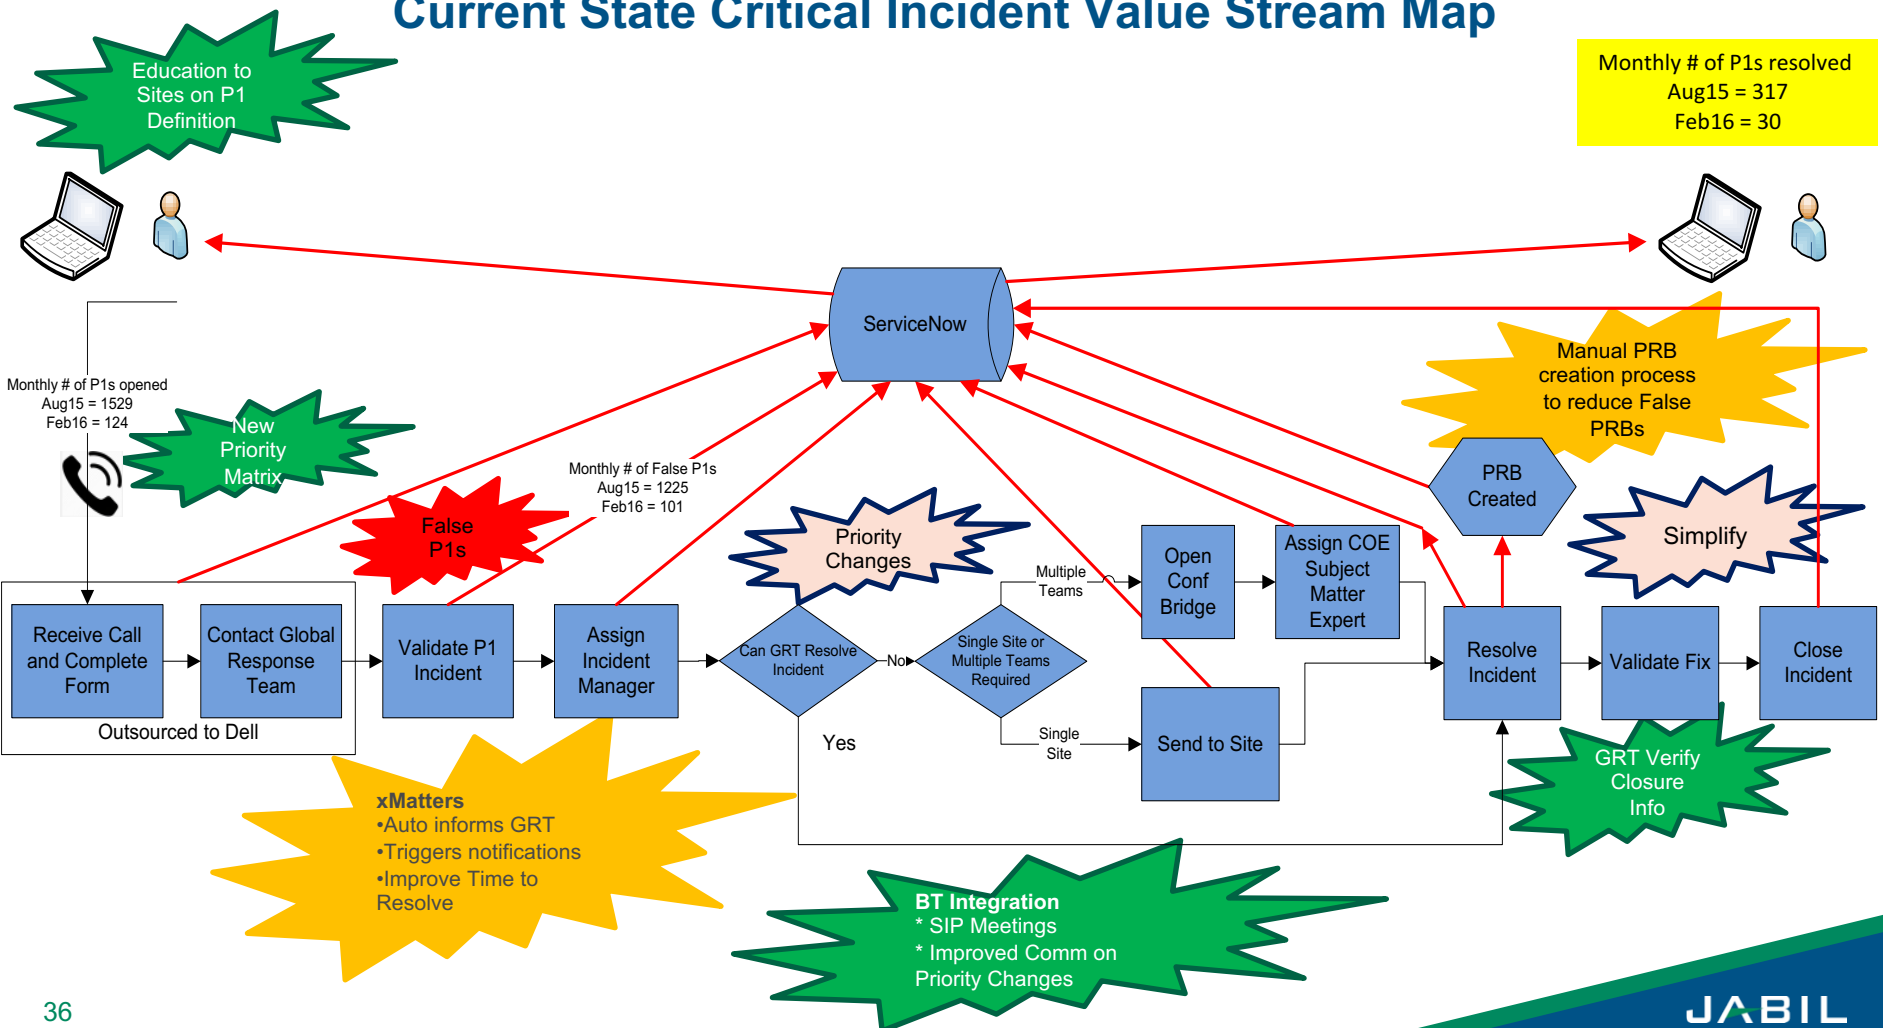 Current State Critical Incident Value Stream Map
Education to
Sites on P1
Definition
Monthly # of P1s resolved
Aug15 = 317
Feb16 = 30
ServiceNow
Monthly # of P1s opened
Aug15 = 1529
Feb16 = 124
New
Priority
Matrix
False
P1s
Monthly # of False P1s
Aug15 = 1225
Feb16 = 101
Priority
Changes
Manual PRB
creation process
to reduce False
PRBs
PRB
Created
Simplify
Receive Call
and Complete
Form
Contact Global
Response
Team
Outsourced to Dell
Validate P1
Incident
Assign
Incident
Manager
Can GRT Resolve
Incident
No
Yes
Single Site or
Multiple Teams
Required
Multiple
Teams
Single
Site
Open
Conf
Bridge
Assign COE
Subject
Matter
Expert
Send to Site
Resolve
Incident
Validate Fix
Close
Incident
GRT Verify
Closure
Info
xMatters
•Auto informs GRT
•Triggers notifications
•Improve Time to
Resolve
BT Integration
* SIP Meetings
* Improved Comm on
Priority Changes
36
JABIL